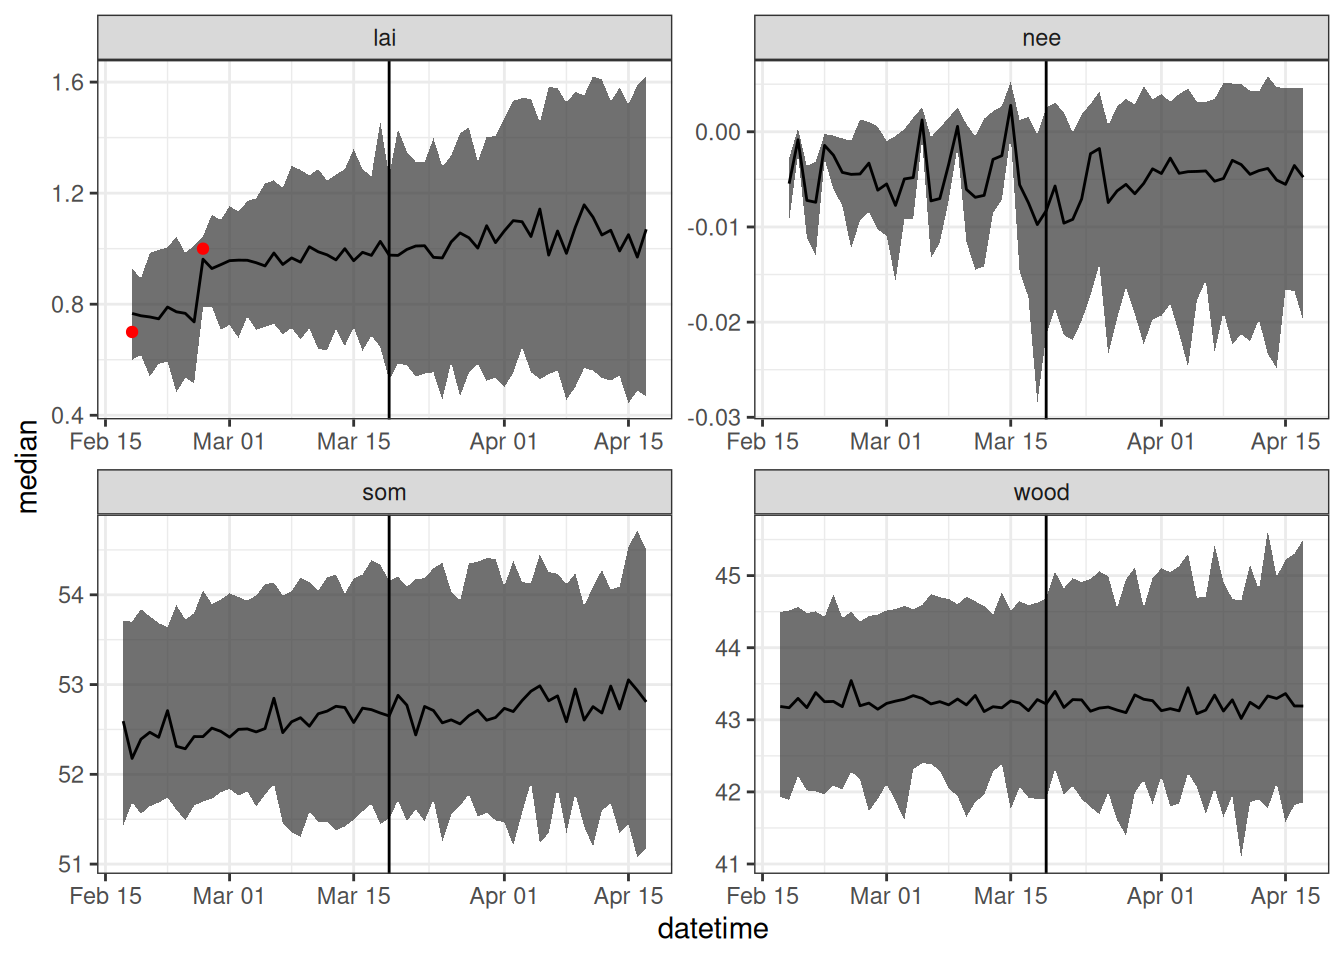 lai
nee
1.6
1.2
0.8
0.4
0.00
-0.01
-0.02
-0.03
Feb 15 Mar 01 Mar 15 Apr 01 Apr 15
Feb 15 Mar 01 Mar 15 Apr 01 Apr 15
median
som
wood
54
53
52
51
45
44
43
42
41
Feb 15 Mar 01 Mar 15 Apr 01 Apr 15
Feb 15 Mar 01 Mar 15 Apr 01 Apr 15
datetime